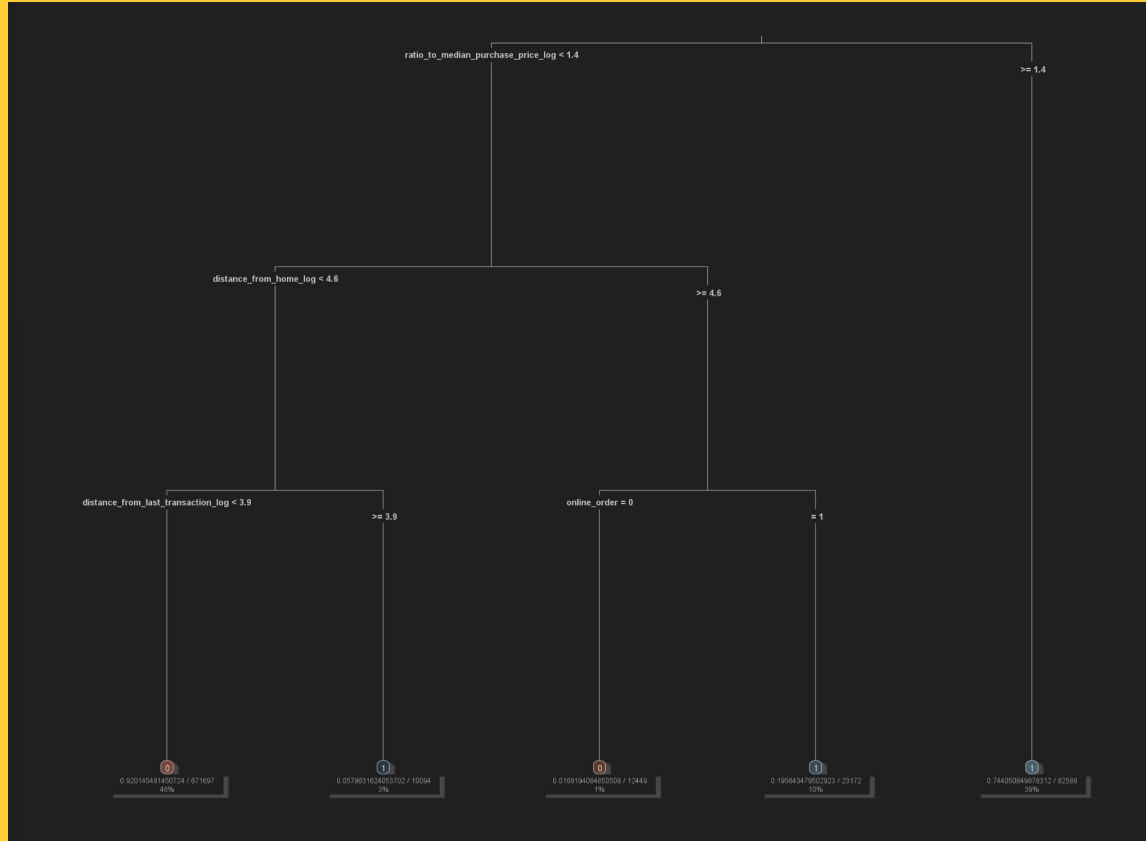 ratio_to_median_purchase_price_log < 1.4
>= 1.4
distance_from_home_log < 4.6
>= 4.6
distance_from_last_transaction_log < 3.9
>= 3.9
online_order = 0
= 1
0
0.920145481450724 / 671697
46%
1
0.0578631624053702 / 10094
3%
0
0.0168194084850508 / 12449
1%
1
0.195643479502923 / 23172
10%
1
0.744050849878312 / 82588
39%